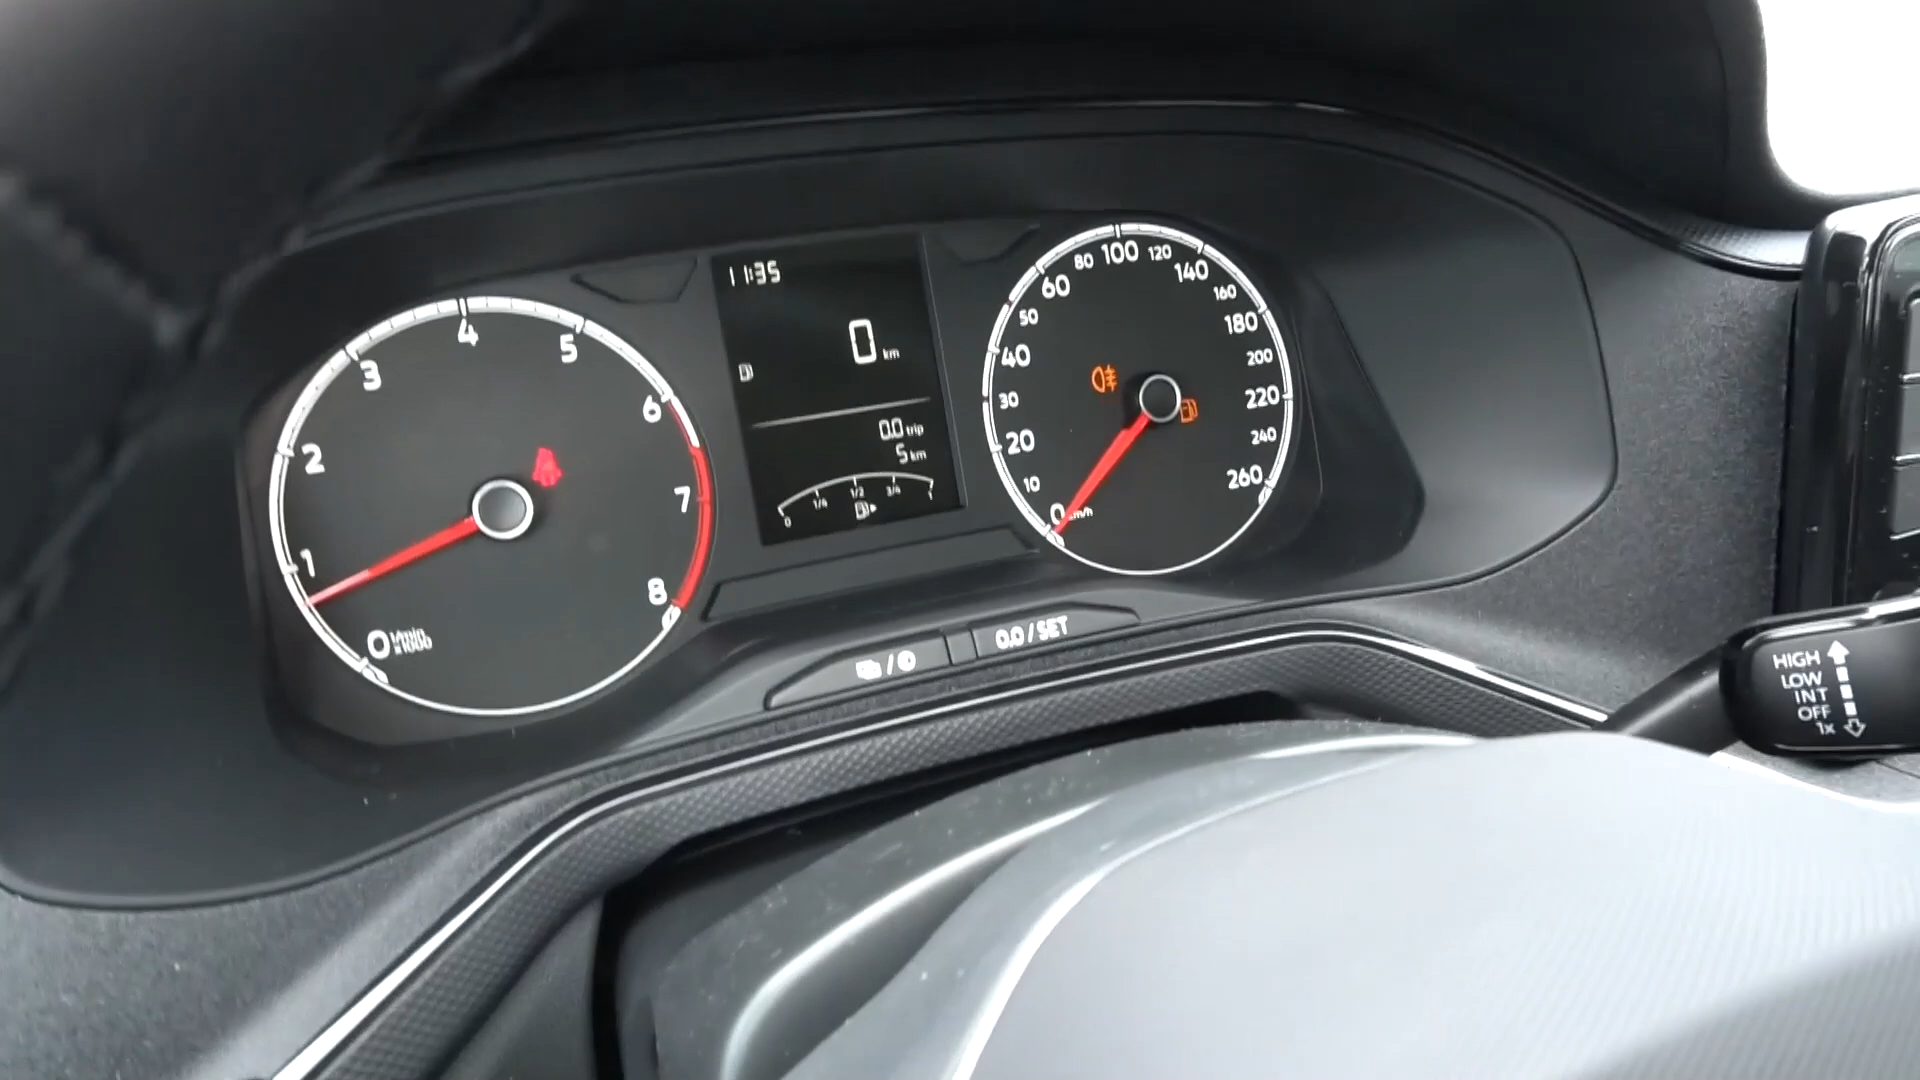 1
2
3
4
5
6
7
8
0 1/min
x1000
11:35
0 km
0.0 trip
5 km
0 1/4 1/2 3/4 1
0 km/h
10
20
30
40
50
60
80
100
120
140
160
180
200
220
240
260
0.0 / SET
HIGH
LOW
INT
OFF
1x